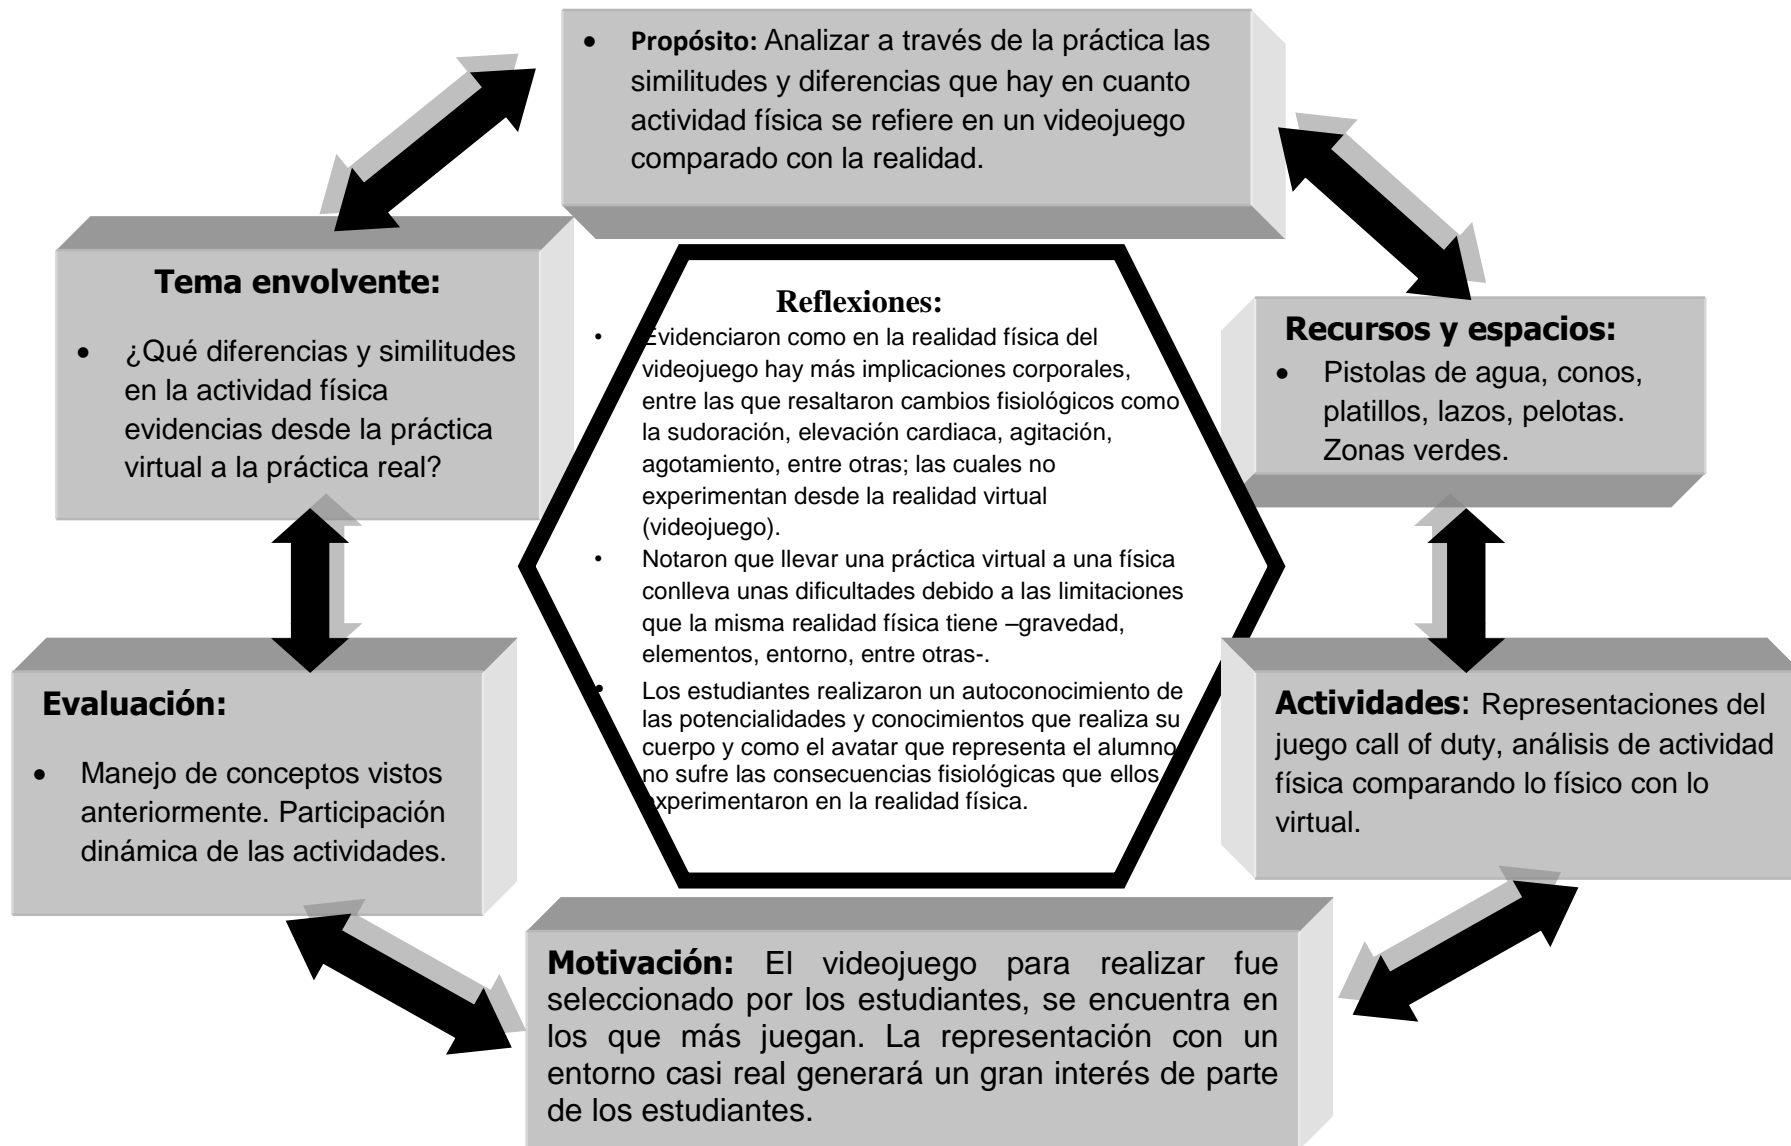 • Propósito: Analizar a través de la práctica las
similitudes y diferencias que hay en cuanto
actividad física se refiere en un videojuego
comparado con la realidad.
Tema envolvente:
• ¿Qué diferencias y similitudes
en la actividad física
evidencias desde la práctica
virtual a la práctica real?
Reflexiones:
• Evidenciaron como en la realidad física del
videojuego hay más implicaciones corporales,
entre las que resaltaron cambios fisiológicos como
la sudoración, elevación cardiaca, agitación,
agotamiento, entre otras; las cuales no
experimentan desde la realidad virtual
(videojuego).
• Notaron que llevar una práctica virtual a una física
conlleva unas dificultades debido a las limitaciones
que la misma realidad física tiene –gravedad,
elementos, entorno, entre otras-.
• Los estudiantes realizaron un autoconocimiento de
las potencialidades y conocimientos que realiza su
cuerpo y como el avatar que representa el alumno
no sufre las consecuencias fisiológicas que ellos
experimentaron en la realidad física.
Recursos y espacios:
• Pistolas de agua, conos,
platillos, lazos, pelotas.
Zonas verdes.
Evaluación:
• Manejo de conceptos vistos
anteriormente. Participación
dinámica de las actividades.
Actividades: Representaciones del
juego call of duty, análisis de actividad
física comparando lo físico con lo
virtual.
Motivación: El videojuego para realizar fue
seleccionado por los estudiantes, se encuentra en
los que más juegan. La representación con un
entorno casi real generará un gran interés de parte
de los estudiantes.